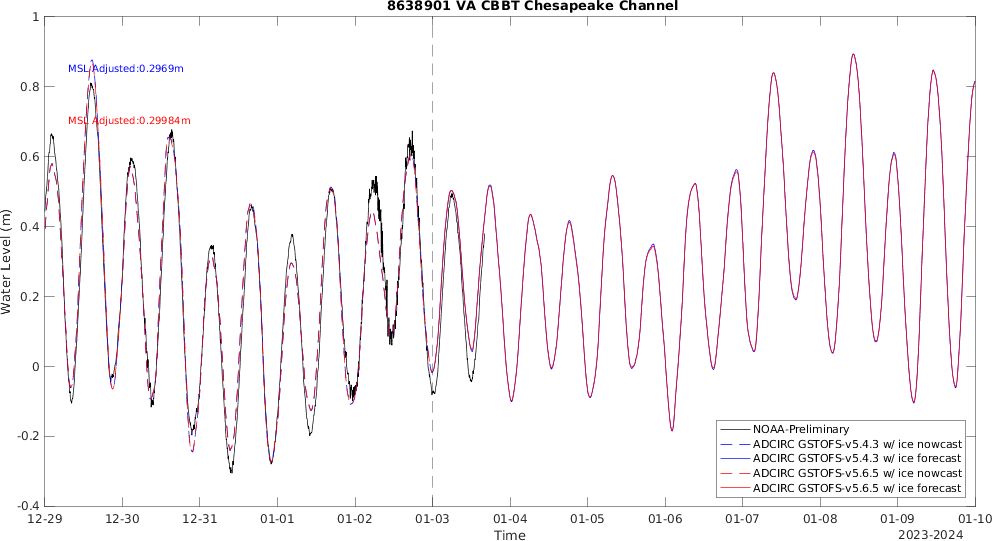 8638901 VA CBBT Chesapeake Channel
1
0.8
0.6
0.4
0.2
0
-0.2
-0.4
Water Level (m)
MSL Adjusted:0.2969m
MSL Adjusted:0.29984m
NOAA-Preliminary
ADCIRC GSTOFS-v5.4.3 w/ ice nowcast
ADCIRC GSTOFS-v5.4.3 w/ ice forecast
ADCIRC GSTOFS-v5.6.5 w/ ice nowcast
ADCIRC GSTOFS-v5.6.5 w/ ice forecast
12-29 12-30 12-31 01-01 01-02 01-03 01-04 01-05 01-06 01-07 01-08 01-09 01-10
Time
2023-2024